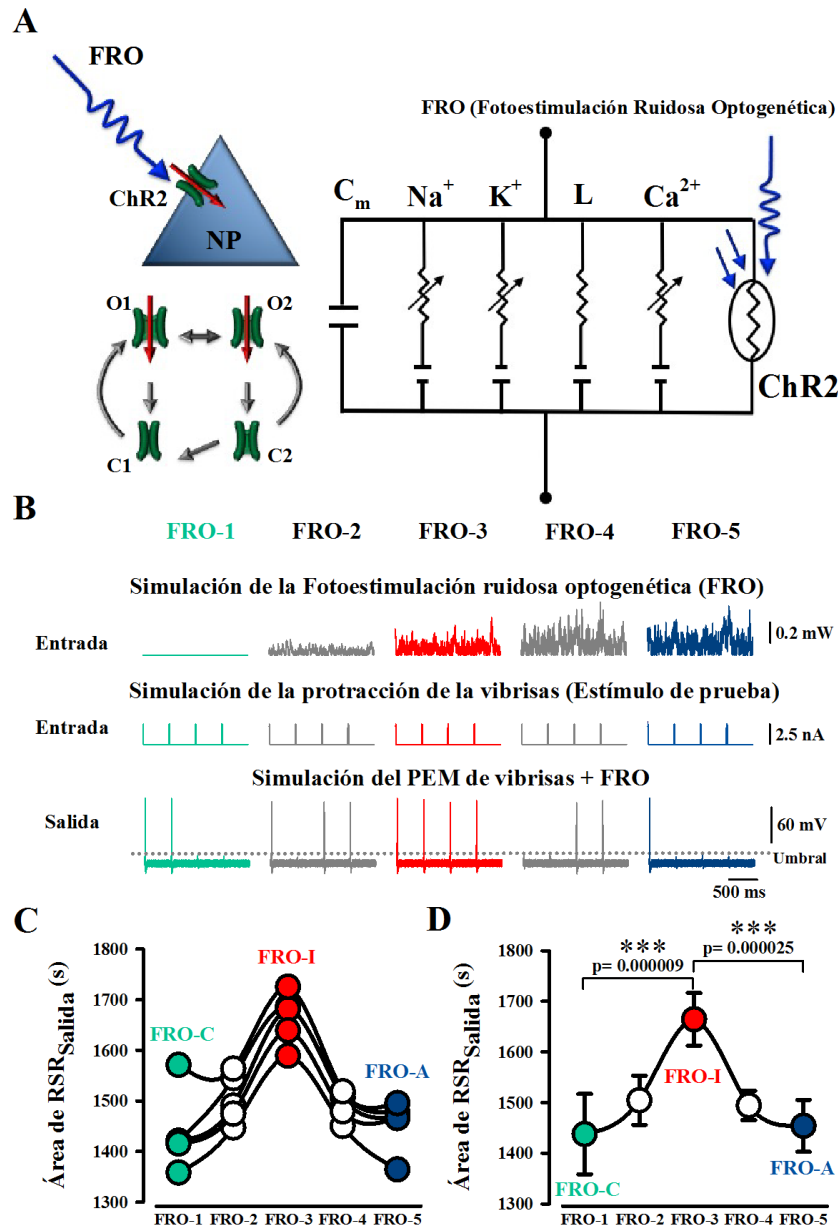 A
FRO
ChR2
NP
O1
O2
C1
C2
FRO (Fotoestimulación Ruidosa Optogenética)
Cm
Na+
K+
L
Ca2+
ChR2
B
FRO-1
FRO-2
FRO-3
FRO-4
FRO-5
Simulación de la Fotoestimulación ruidosa optogenética (FRO)
Entrada
0.2 mW
Simulación de la protracción de la vibrisas (Estímulo de prueba)
Entrada
2.5 nA
Simulación del PEM de vibrisas + FRO
Salida
60 mV
Umbral
500 ms
C
Área de RSRSalida (s)
1800
1700
1600
1500
1400
1300
FRO-C
FRO-I
FRO-A
FRO-1
FRO-2
FRO-3
FRO-4
FRO-5
D
Área de RSRSalida (s)
1800
1700
1600
1500
1400
1300
***
p= 0.000009
***
p= 0.000025
FRO-I
FRO-C
FRO-A
FRO-1
FRO-2
FRO-3
FRO-4
FRO-5